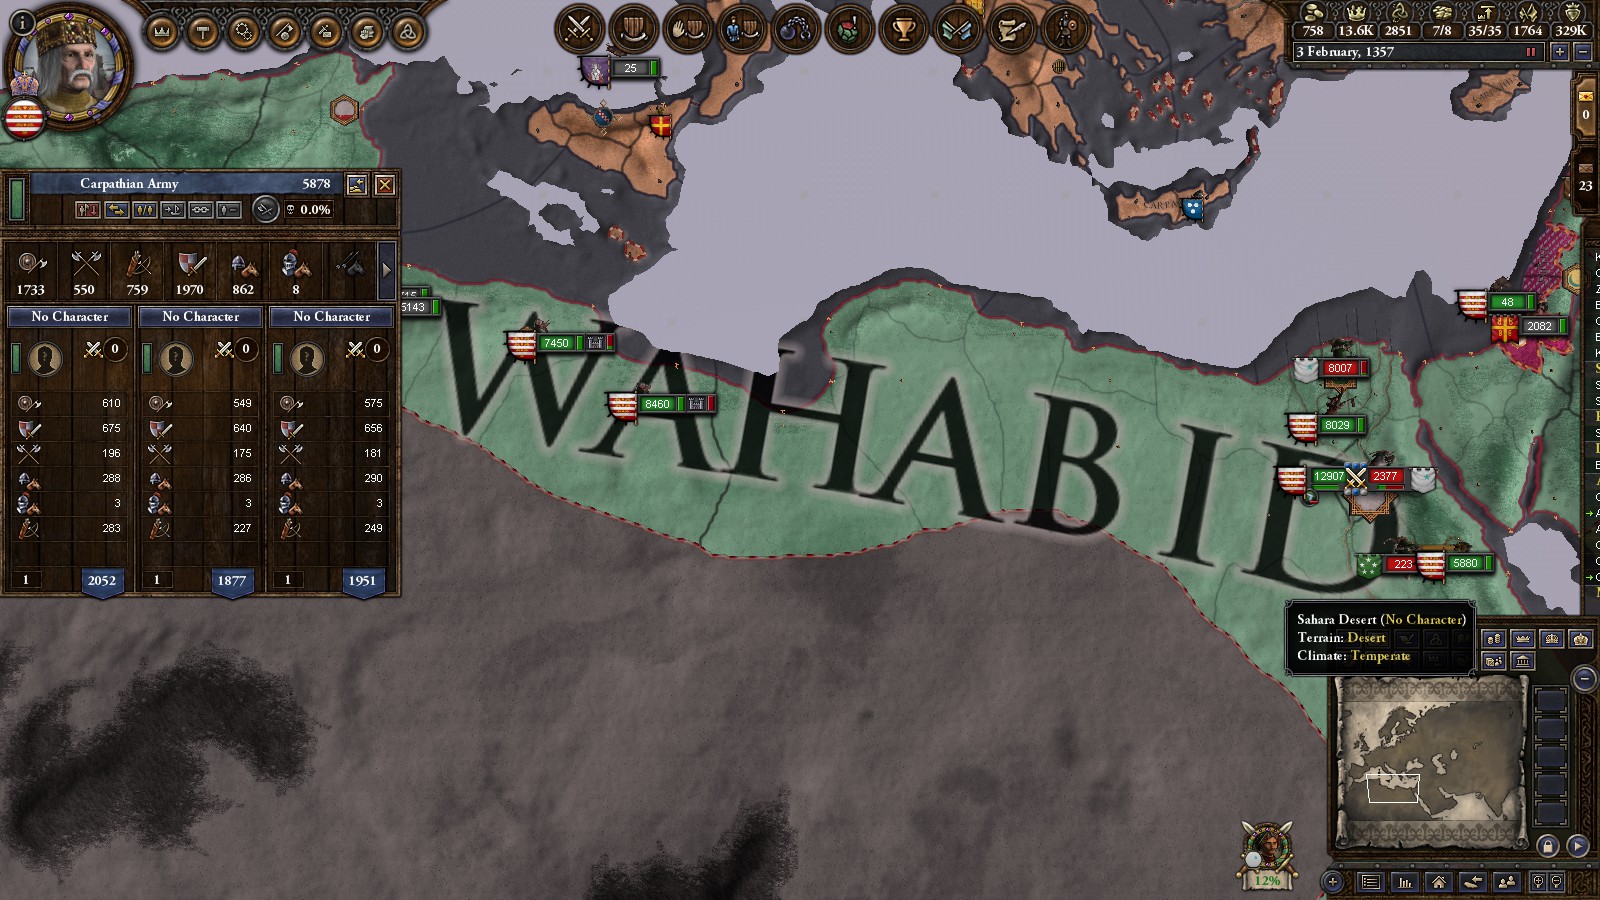 758 13.6K 2851 7/8 35/35 1764 329K
3 February, 1357
25
0
23
Carpathian Army 5878
0.0%
1733 550 759 1970 862 8
No Character No Character No Character
0 0 0
610 549 575
675 640 656
196 175 181
288 286 290
3 3 3
283 227 249
1 2052 1 1877 1 1951
5143
7450
8460
WAHABID
48
2082
8007
8029
12907 2377
223 5880
Sahara Desert (No Character)
Terrain: Desert
Climate: Temperate
12%